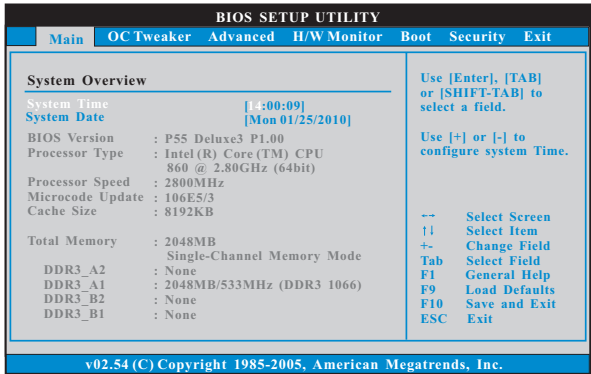 BIOS SETUP UTILITY
Main OC Tweaker Advanced H/W Monitor Boot Security Exit
System Overview
System Time [14:00:09]
System Date [Mon 01/25/2010]
BIOS Version : P55 Deluxe3 P1.00
Processor Type : Intel (R) Core (TM) CPU
860 @ 2.80GHz (64bit)
Processor Speed : 2800MHz
Microcode Update : 106E5/3
Cache Size : 8192KB
Total Memory : 2048MB
Single-Channel Memory Mode
DDR3_A2 : None
DDR3_A1 : 2048MB/533MHz (DDR3 1066)
DDR3_B2 : None
DDR3_B1 : None
Use [Enter], [TAB]
or [SHIFT-TAB] to
select a field.
Use [+] or [-] to
configure system Time.
←→ Select Screen
↑↓ Select Item
+- Change Field
Tab Select Field
F1 General Help
F9 Load Defaults
F10 Save and Exit
ESC Exit
v02.54 (C) Copyright 1985-2005, American Megatrends, Inc.